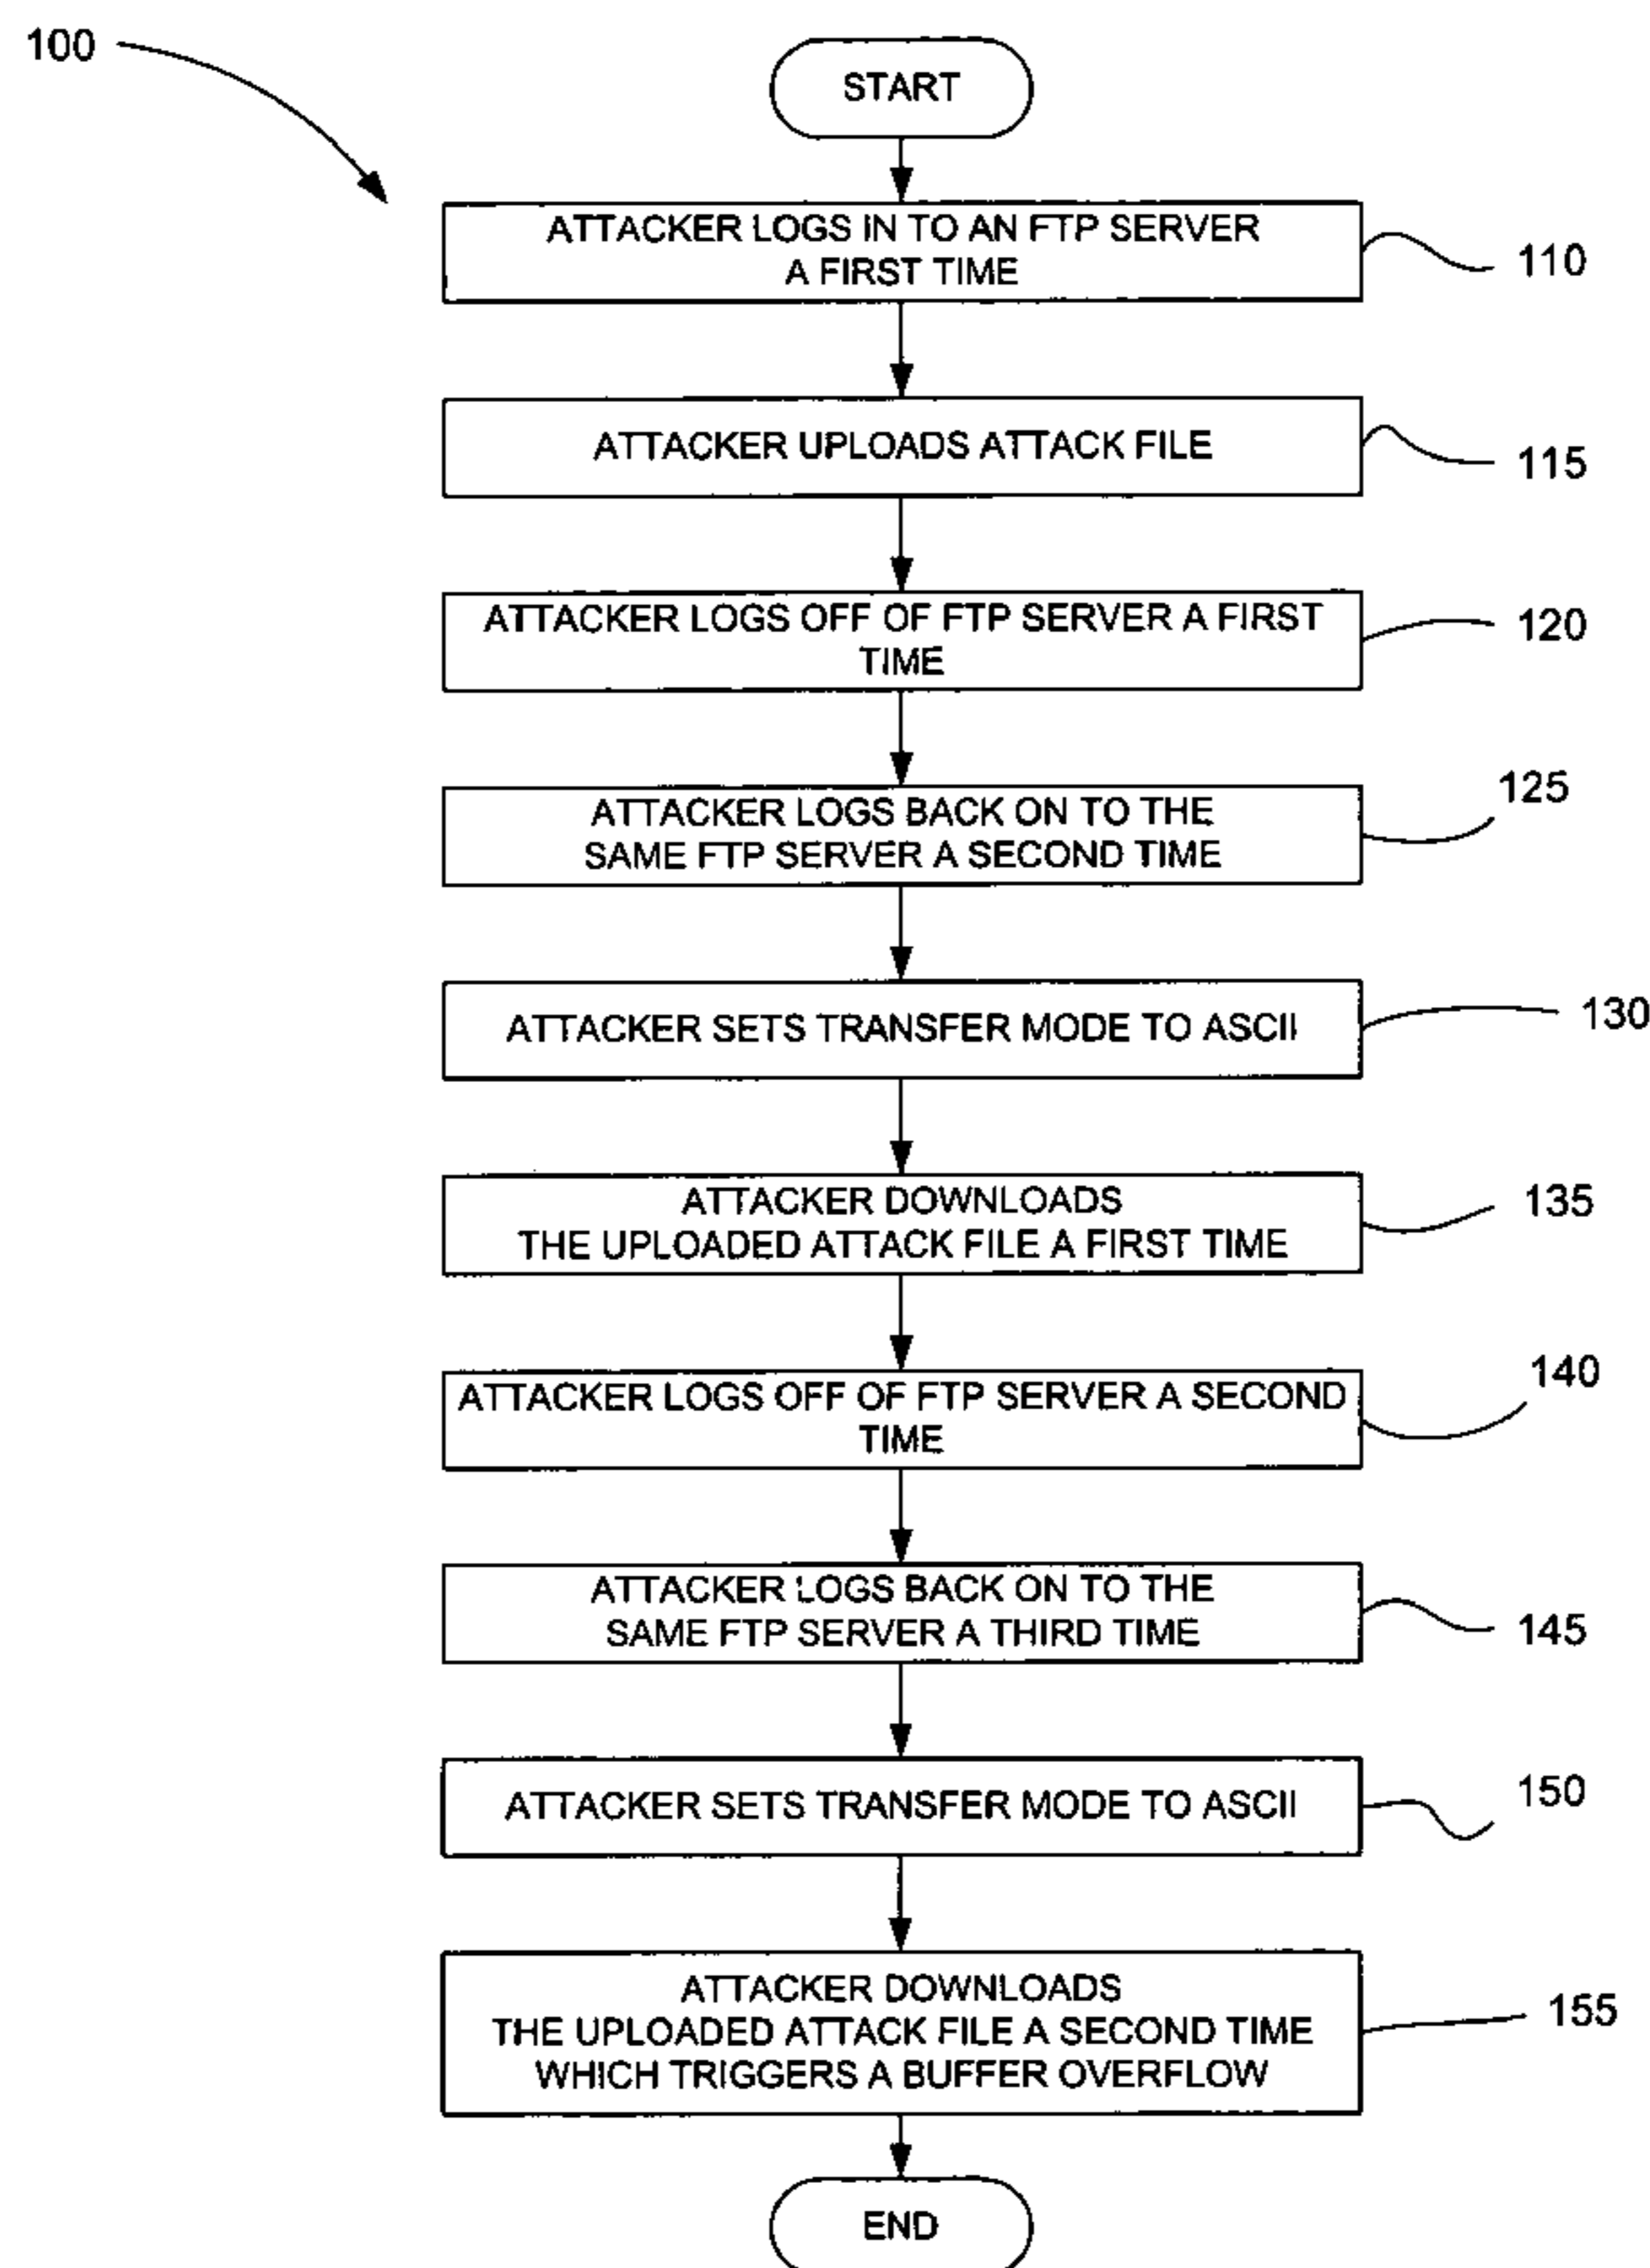 100
START
ATTACKER LOGS IN TO AN FTP SERVER
A FIRST TIME
110
ATTACKER UPLOADS ATTACK FILE
115
ATTACKER LOGS OFF OF FTP SERVER A FIRST
TIME
120
ATTACKER LOGS BACK ON TO THE
SAME FTP SERVER A SECOND TIME
125
ATTACKER SETS TRANSFER MODE TO ASCII
130
ATTACKER DOWNLOADS
THE UPLOADED ATTACK FILE A FIRST TIME
135
ATTACKER LOGS OFF OF FTP SERVER A SECOND
TIME
140
ATTACKER LOGS BACK ON TO THE
SAME FTP SERVER A THIRD TIME
145
ATTACKER SETS TRANSFER MODE TO ASCII
150
ATTACKER DOWNLOADS
THE UPLOADED ATTACK FILE A SECOND TIME
WHICH TRIGGERS A BUFFER OVERFLOW
155
END